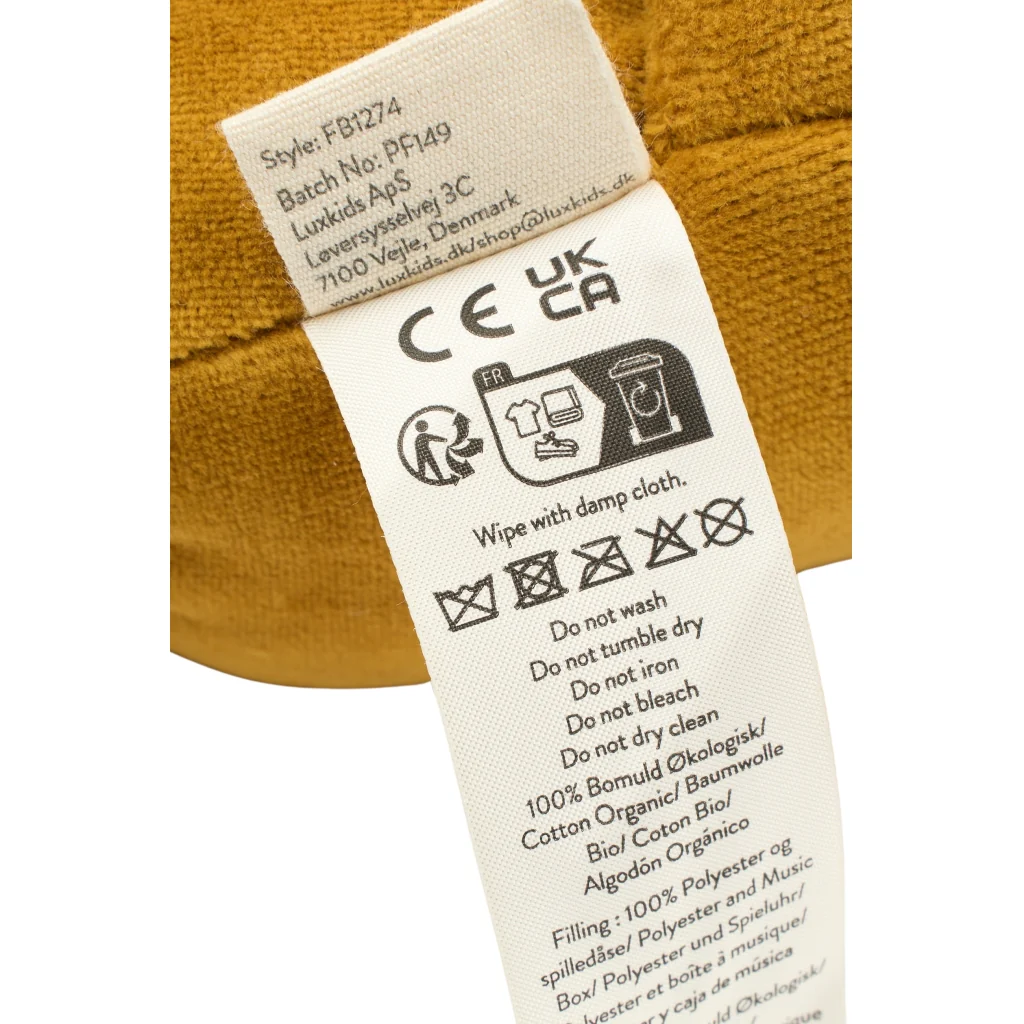 Style: FB1274
Batch No: PF149
Luxkids ApS
Løversysselvej 3C
7100 Vejle, Denmark
www.luxkids.dk/shop@luxkids.dk
CE
UK
CA
FR
Wipe with damp cloth.
Do not wash
Do not tumble dry
Do not iron
Do not bleach
Do not dry clean
100% Bomuld Økologisk/
Cotton Organic/ Baumwolle
Bio/ Coton Bio/
Algodón Orgánico
Filling : 100% Polyester og
spilledåse/ Polyester and Music
Box/ Polyester und Spieluhr/
Polyester et boîte à musique/
y caja de música
Økologisk/